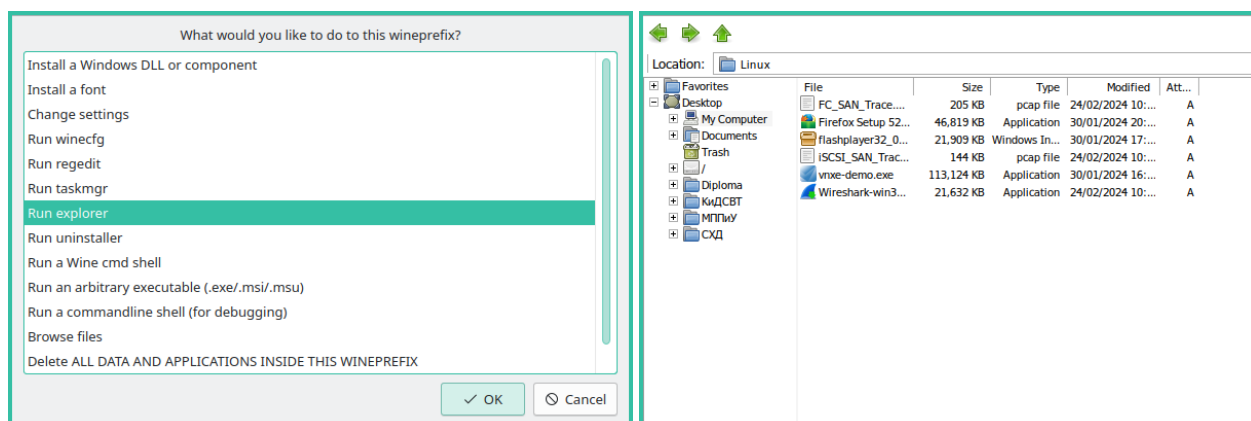 What would you like to do to this wineprefix?
Install a Windows DLL or component
Install a font
Change settings
Run winecfg
Run regedit
Run taskmgr
Run explorer
Run uninstaller
Run a Wine cmd shell
Run an arbitrary executable (.exe/.msi/.msu)
Run a commandline shell (for debugging)
Browse files
Delete ALL DATA AND APPLICATIONS INSIDE THIS WINEPREFIX
OK Cancel
Location: Linux
Favorites
Desktop
My Computer
Documents
Trash
/
Diploma
КиДСВТ
МППиУ
СХД
File Size Type Modified Att...
FC_SAN_Trace.... 205 KB pcap file 24/02/2024 10:... A
Firefox Setup 52... 46,819 KB Application 30/01/2024 20:... A
flashplayer32_0... 21,909 KB Windows In... 30/01/2024 17:... A
iSCSI_SAN_Trac... 144 KB pcap file 24/02/2024 10:... A
vnxe-demo.exe 113,124 KB Application 30/01/2024 16:... A
Wireshark-win3... 21,632 KB Application 24/02/2024 10:... A